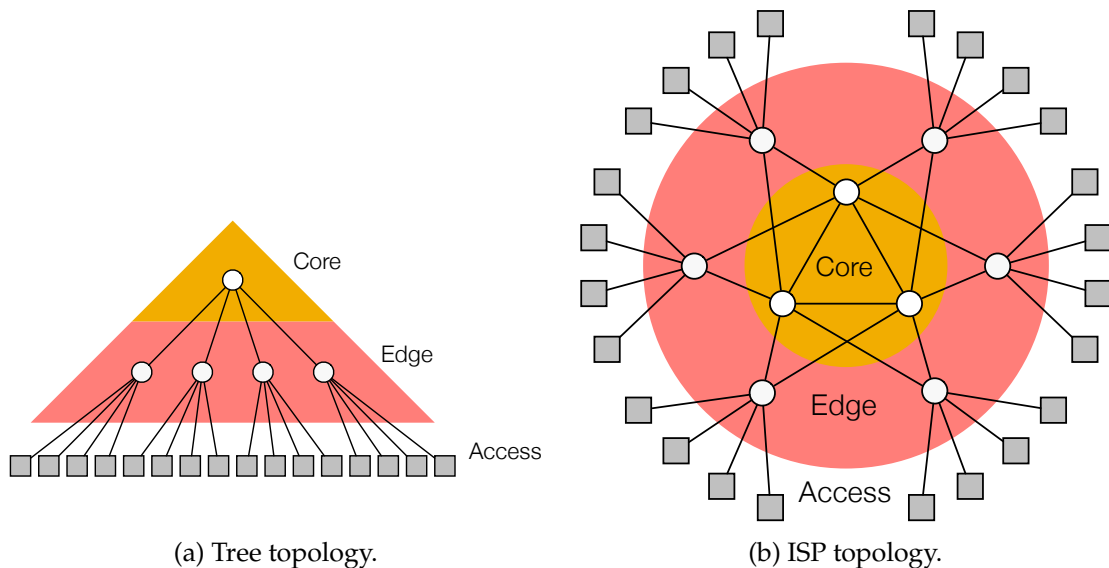 Core
Edge
Access
(a) Tree topology.
Core
Edge
Access
(b) ISP topology.